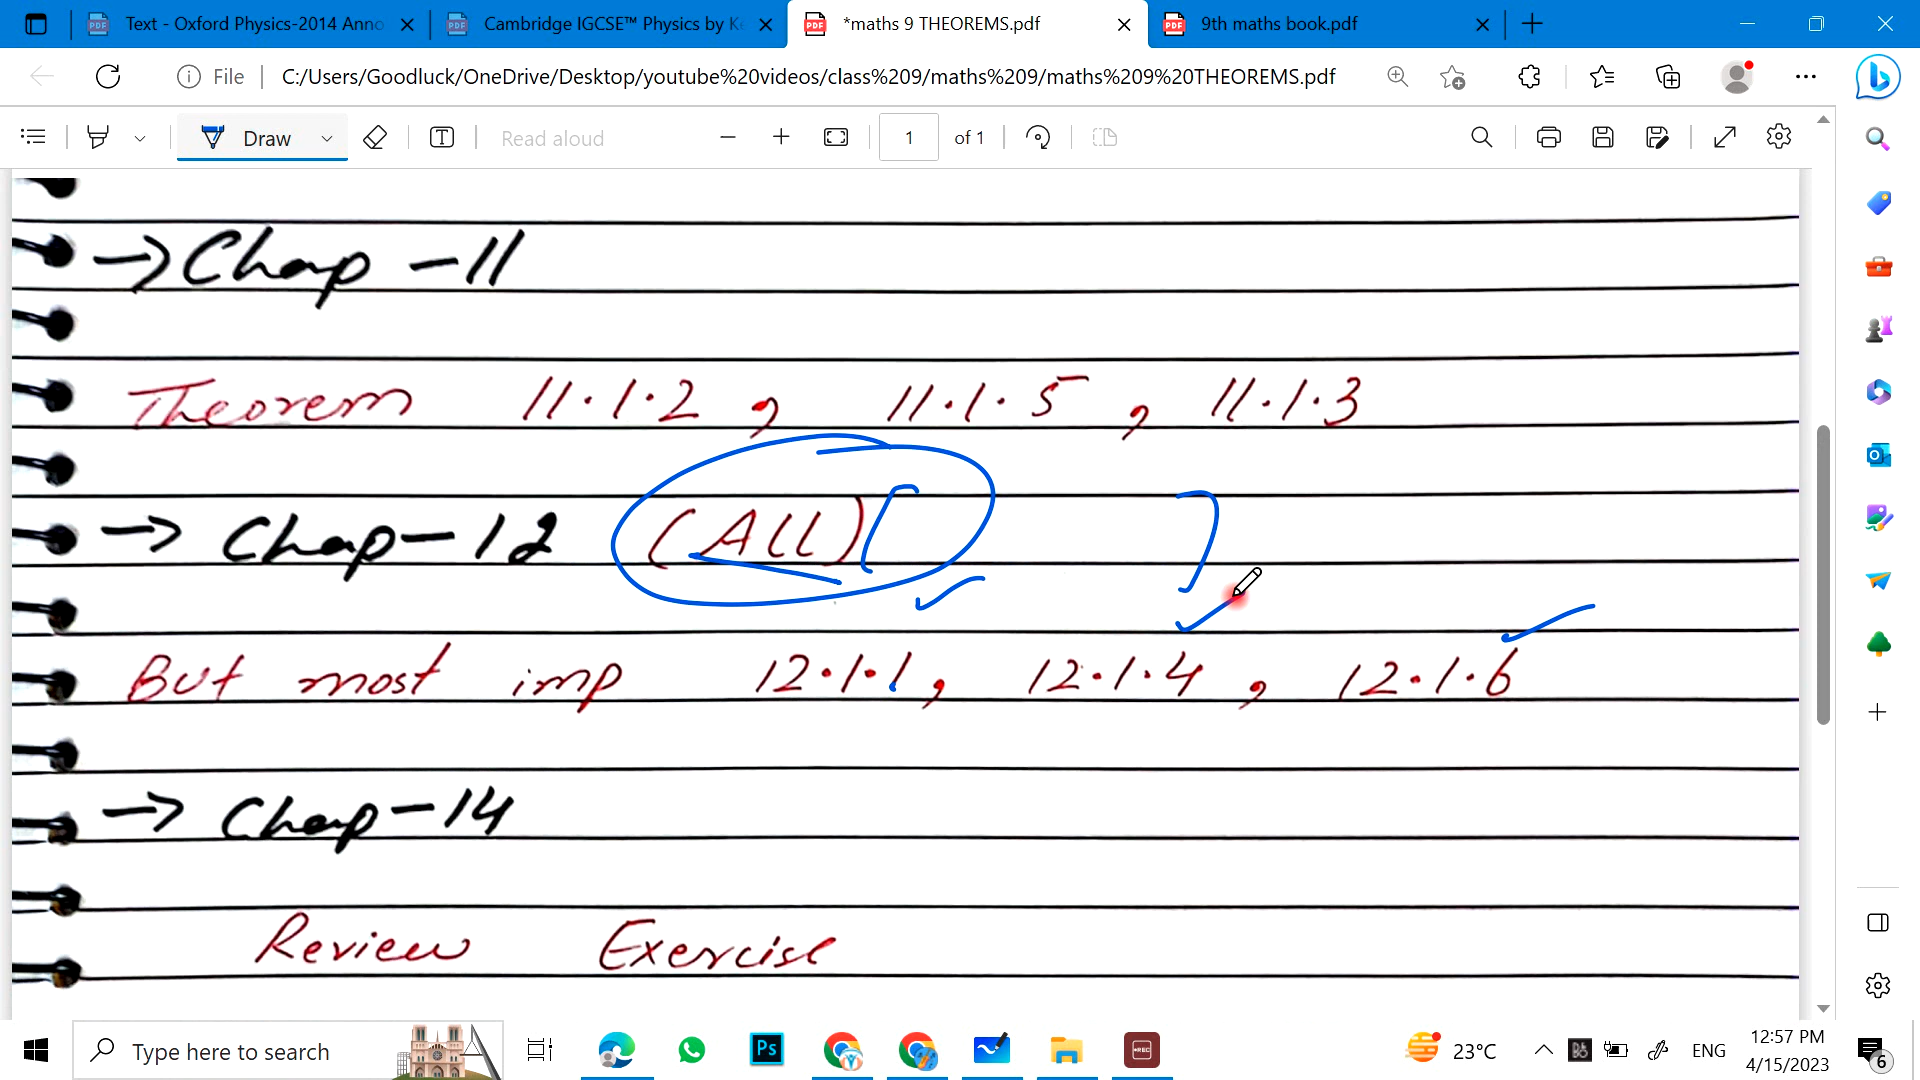 Text - Oxford Physics-2014 Anno
Cambridge IGCSE™ Physics by Ke
*maths 9 THEOREMS.pdf
9th maths book.pdf
File
C:/Users/Goodluck/OneDrive/Desktop/youtube%20videos/class%209/maths%209/maths%209%20THEOREMS.pdf
Draw
Read aloud
1 of 1
→ Chap - 11
Theorem 11.1.2 , 11.1.5 , 11.1.3
→ Chap - 12 (ALL)
But most imp 12.1.1, 12.1.4 , 12.1.6
→ Chap - 14
Review Exercise
Type here to search
Ps
REC
23°C
ENG
12:57 PM
4/15/2023
6